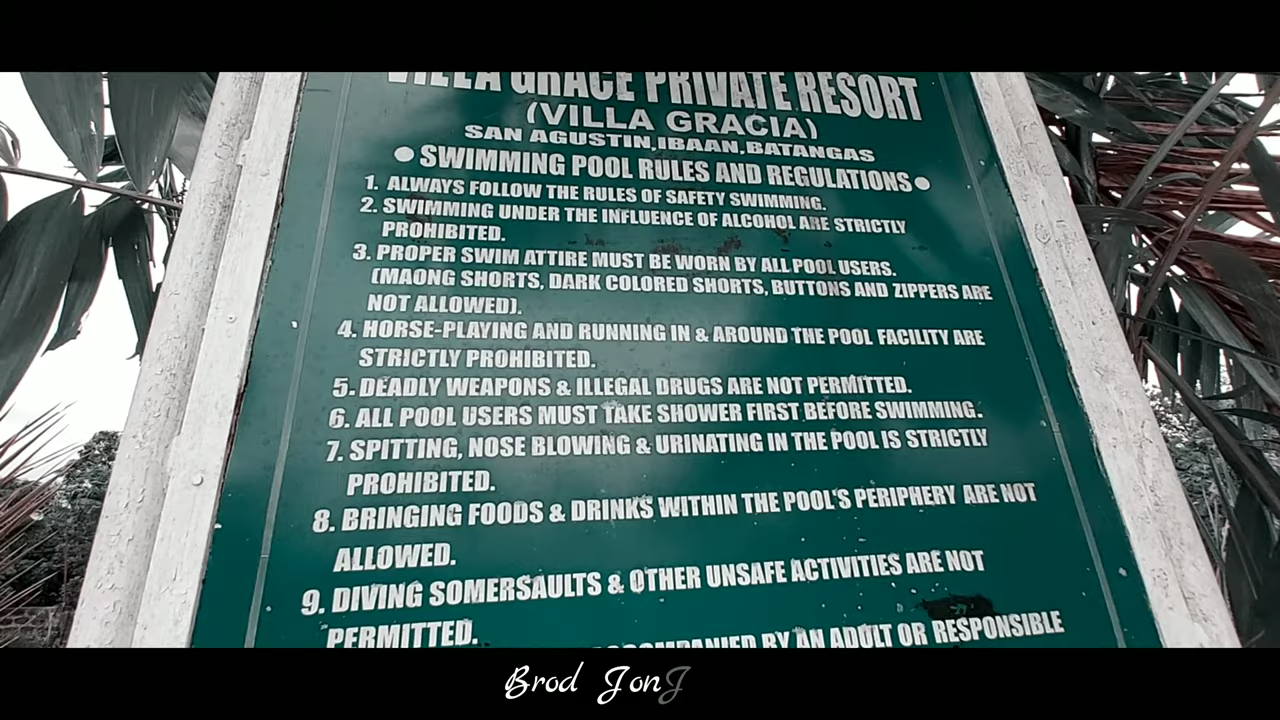 VILLA GRACE PRIVATE RESORT
(VILLA GRACIA)
SAN AGUSTIN,IBAAN,BATANGAS
● SWIMMING POOL RULES AND REGULATIONS ●
1. ALWAYS FOLLOW THE RULES OF SAFETY SWIMMING.
2. SWIMMING UNDER THE INFLUENCE OF ALCOHOL ARE STRICTLY
PROHIBITED.
3. PROPER SWIM ATTIRE MUST BE WORN BY ALL POOL USERS.
(MAONG SHORTS, DARK COLORED SHORTS, BUTTONS AND ZIPPERS ARE
NOT ALLOWED).
4. HORSE-PLAYING AND RUNNING IN & AROUND THE POOL FACILITY ARE
STRICTLY PROHIBITED.
5. DEADLY WEAPONS & ILLEGAL DRUGS ARE NOT PERMITTED.
6. ALL POOL USERS MUST TAKE SHOWER FIRST BEFORE SWIMMING.
7. SPITTING, NOSE BLOWING & URINATING IN THE POOL IS STRICTLY
PROHIBITED.
8. BRINGING FOODS & DRINKS WITHIN THE POOL'S PERIPHERY ARE NOT
ALLOWED.
9. DIVING SOMERSAULTS & OTHER UNSAFE ACTIVITIES ARE NOT
PERMITTED.
BY AN ADULT OR RESPONSIBLE
Brod JonJ